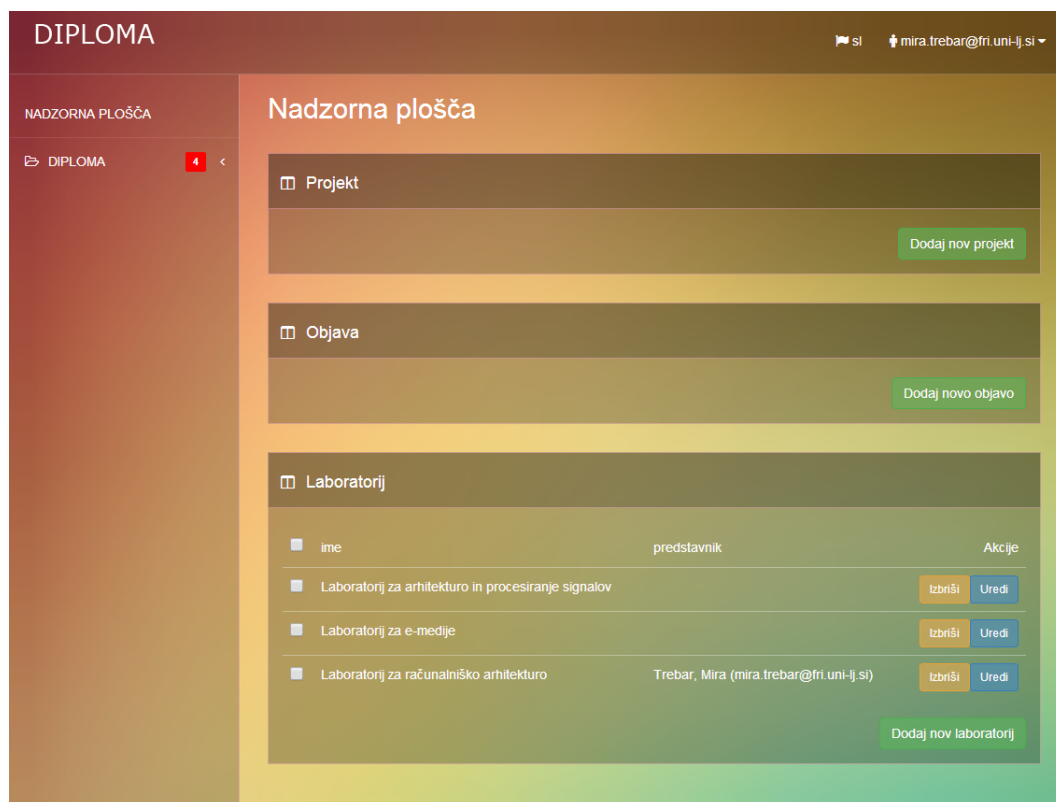 DIPLOMA
sl mira.trebar@fri.uni-lj.si
NADZORNA PLOŠČA
DIPLOMA 4
Nadzorna plošča
Projekt
Dodaj nov projekt
Objava
Dodaj novo objavo
Laboratorij
ime predstavnik Akcije
Laboratorij za arhitekturo in procesiranje signalov Izbriši Uredi
Laboratorij za e-medije Izbriši Uredi
Laboratorij za računalniško arhitekturo Trebar, Mira (mira.trebar@fri.uni-lj.si) Izbriši Uredi
Dodaj nov laboratorij